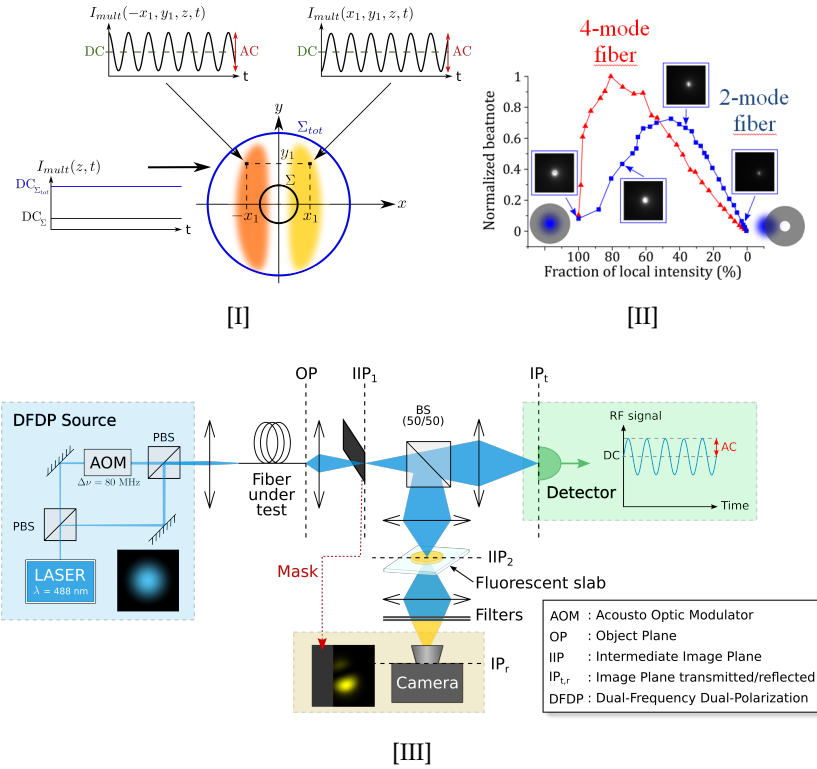 I_mult(-x₁, y₁, z, t)
DC
AC
t
I_mult(x₁, y₁, z, t)
DC
AC
t
y
Σ_tot
y₁
Σ
-x₁
x₁
x
I_mult(z, t)
DC_Σtot
DC_Σ
t
[I]
4-mode
fiber
2-mode
fiber
Normalized beatnote
1
0.8
0.6
0.4
0.2
0
100 80 60 40 20 0
Fraction of local intensity (%)
[II]
OP
IIP₁
IPₜ
DFDP Source
PBS
AOM
Δν = 80 MHz
PBS
LASER
λ = 488 nm
Fiber
under
test
BS
(50/50)
RF signal
DC
AC
Time
Detector
Mask
IIP₂
Fluorescent slab
Filters
IPᵣ
Camera
AOM : Acousto Optic Modulator
OP : Object Plane
IIP : Intermediate Image Plane
IPₜ,ᵣ : Image Plane transmitted/reflected
DFDP : Dual-Frequency Dual-Polarization
[III]